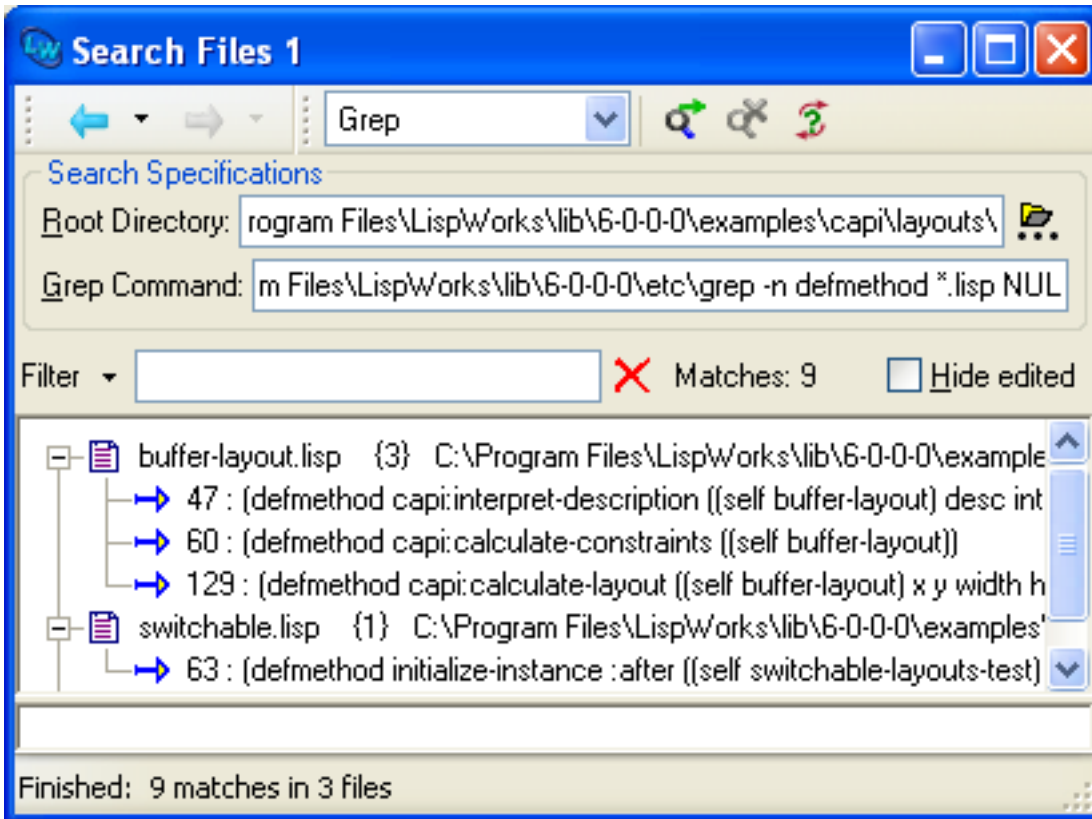 Search Files 1
Grep
Search Specifications
Root Directory: rogram Files\LispWorks\lib\6-0-0-0\examples\capi\layouts\
Grep Command: m Files\LispWorks\lib\6-0-0-0\etc\grep -n defmethod *.lisp NUL
Filter Matches: 9 Hide edited
buffer-layout.lisp {3} C:\Program Files\LispWorks\lib\6-0-0-0\example
47 : (defmethod capi:interpret-description ((self buffer-layout) desc int
60 : (defmethod capi:calculate-constraints ((self buffer-layout))
129 : (defmethod capi:calculate-layout ((self buffer-layout) x y width h
switchable.lisp {1} C:\Program Files\LispWorks\lib\6-0-0-0\examples\
63 : (defmethod initialize-instance :after ((self switchable-layouts-test)
Finished: 9 matches in 3 files